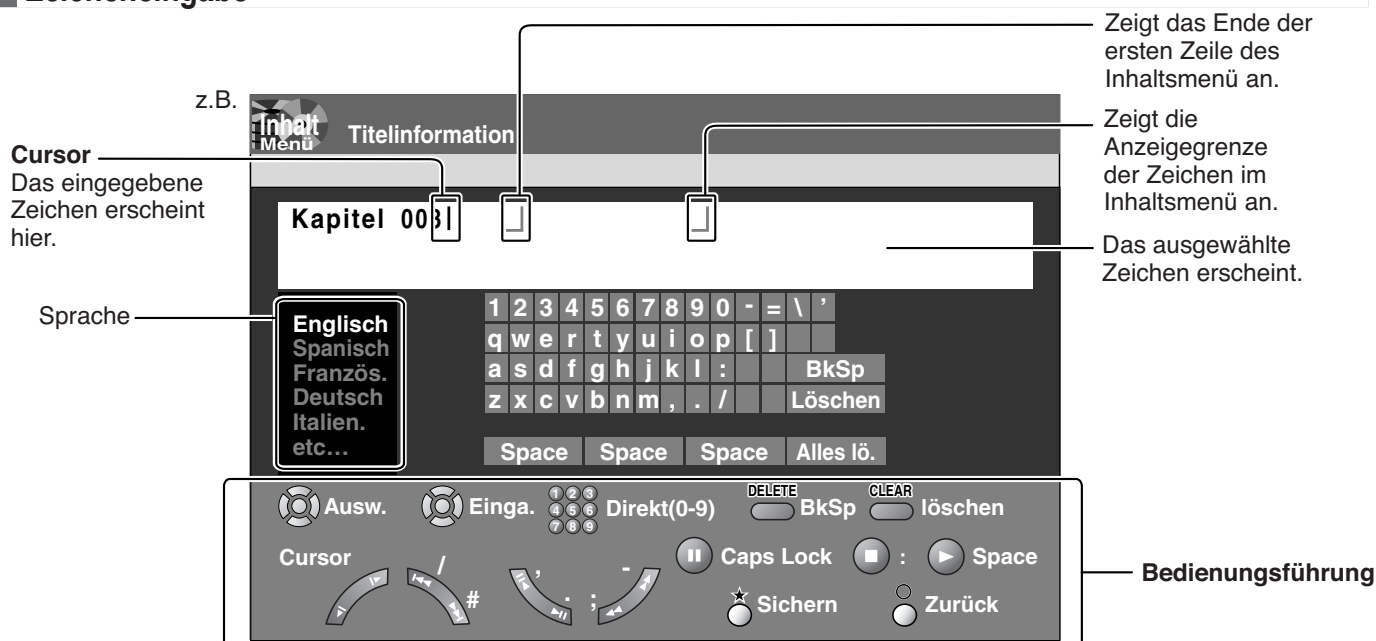 Zeicheneingabe
Zeigt das Ende der
ersten Zeile des
Inhaltsmenü an.
z.B.
Inhalt
Menü
Titelinformation
Zeigt die
Anzeigegrenze
der Zeichen im
Inhaltsmenü an.
Cursor
Das eingegebene
Zeichen erscheint
hier.
Kapitel 003
Das ausgewählte
Zeichen erscheint.
Sprache
Englisch
Spanisch
Französ.
Deutsch
Italien.
etc...
1 2 3 4 5 6 7 8 9 0 - = \ ’
q w e r t y u i o p [ ]
a s d f g h j k l : BkSp
z x c v b n m , . / Löschen
Space Space Space Alles lö.
Ausw. Einga. 1 2 3 4 5 6 7 8 9 Direkt(0-9) DELETE BkSp CLEAR löschen
Cursor / # , . - ; Caps Lock : Space
Sichern Zurück
Bedienungsführung